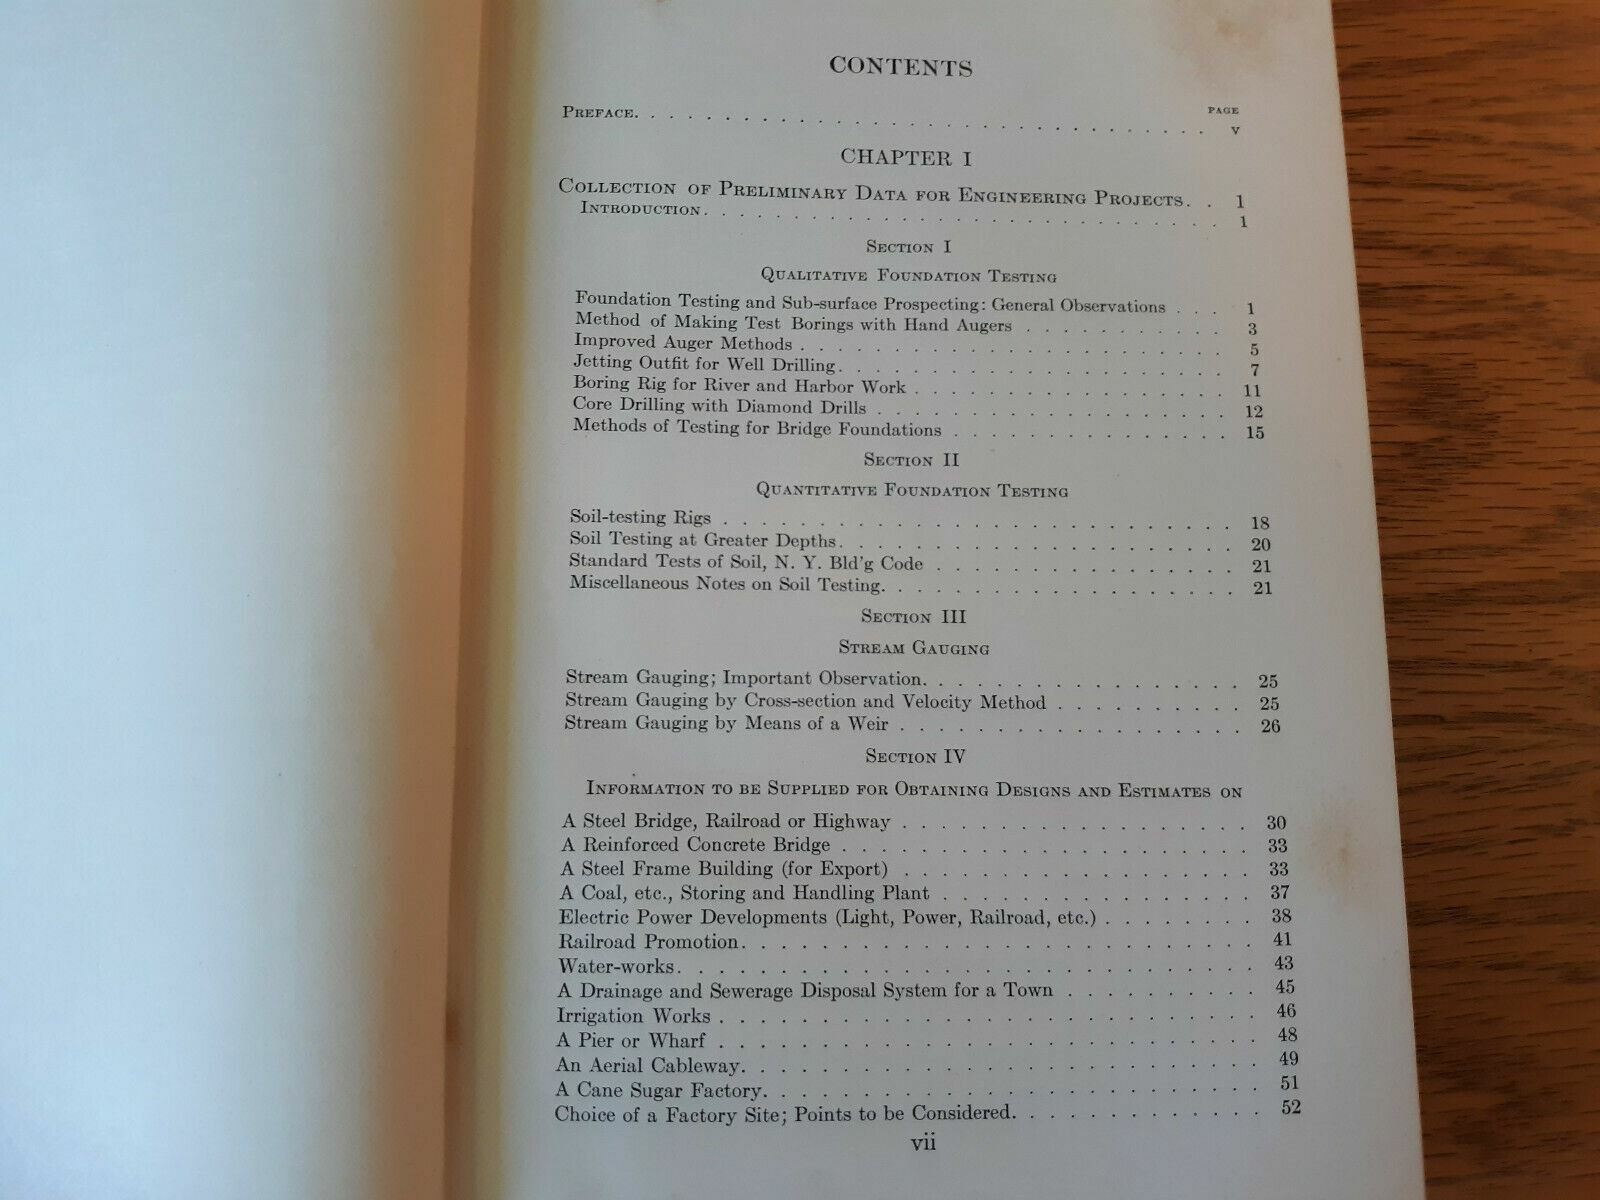 CONTENTS
PAGE
PREFACE. . . . . . . . . . . . . . . . . . . . . . . . . . . . . . . . v
CHAPTER I
COLLECTION OF PRELIMINARY DATA FOR ENGINEERING PROJECTS. . 1
INTRODUCTION. . . . . . . . . . . . . . . . . . . . . . . . . . . . . 1
SECTION I
QUALITATIVE FOUNDATION TESTING
Foundation Testing and Sub-surface Prospecting: General Observations . . . 1
Method of Making Test Borings with Hand Augers . . . . . . . . . . . 3
Improved Auger Methods . . . . . . . . . . . . . . . . . . . . . . . 5
Jetting Outfit for Well Drilling. . . . . . . . . . . . . . . . . . . . . 7
Boring Rig for River and Harbor Work . . . . . . . . . . . . . . . . . 11
Core Drilling with Diamond Drills . . . . . . . . . . . . . . . . . . . 12
Methods of Testing for Bridge Foundations . . . . . . . . . . . . . . . 15
SECTION II
QUANTITATIVE FOUNDATION TESTING
Soil-testing Rigs . . . . . . . . . . . . . . . . . . . . . . . . . . 18
Soil Testing at Greater Depths. . . . . . . . . . . . . . . . . . . . . 20
Standard Tests of Soil, N. Y. Bld'g Code . . . . . . . . . . . . . . . . 21
Miscellaneous Notes on Soil Testing. . . . . . . . . . . . . . . . . . . 21
SECTION III
STREAM GAUGING
Stream Gauging; Important Observation. . . . . . . . . . . . . . . . . 25
Stream Gauging by Cross-section and Velocity Method . . . . . . . . . . 25
Stream Gauging by Means of a Weir . . . . . . . . . . . . . . . . . . 26
SECTION IV
INFORMATION TO BE SUPPLIED FOR OBTAINING DESIGNS AND ESTIMATES ON
A Steel Bridge, Railroad or Highway . . . . . . . . . . . . . . . . . . 30
A Reinforced Concrete Bridge . . . . . . . . . . . . . . . . . . . . . 33
A Steel Frame Building (for Export) . . . . . . . . . . . . . . . . . . 33
A Coal, etc., Storing and Handling Plant . . . . . . . . . . . . . . . . 37
Electric Power Developments (Light, Power, Railroad, etc.) . . . . . . . . 38
Railroad Promotion. . . . . . . . . . . . . . . . . . . . . . . . . . 41
Water-works. . . . . . . . . . . . . . . . . . . . . . . . . . . . . 43
A Drainage and Sewerage Disposal System for a Town . . . . . . . . . . 45
Irrigation Works . . . . . . . . . . . . . . . . . . . . . . . . . . . 46
A Pier or Wharf . . . . . . . . . . . . . . . . . . . . . . . . . . . 48
An Aerial Cableway. . . . . . . . . . . . . . . . . . . . . . . . . . 49
A Cane Sugar Factory. . . . . . . . . . . . . . . . . . . . . . . . . 51
Choice of a Factory Site; Points to be Considered. . . . . . . . . . . . . 52
vii